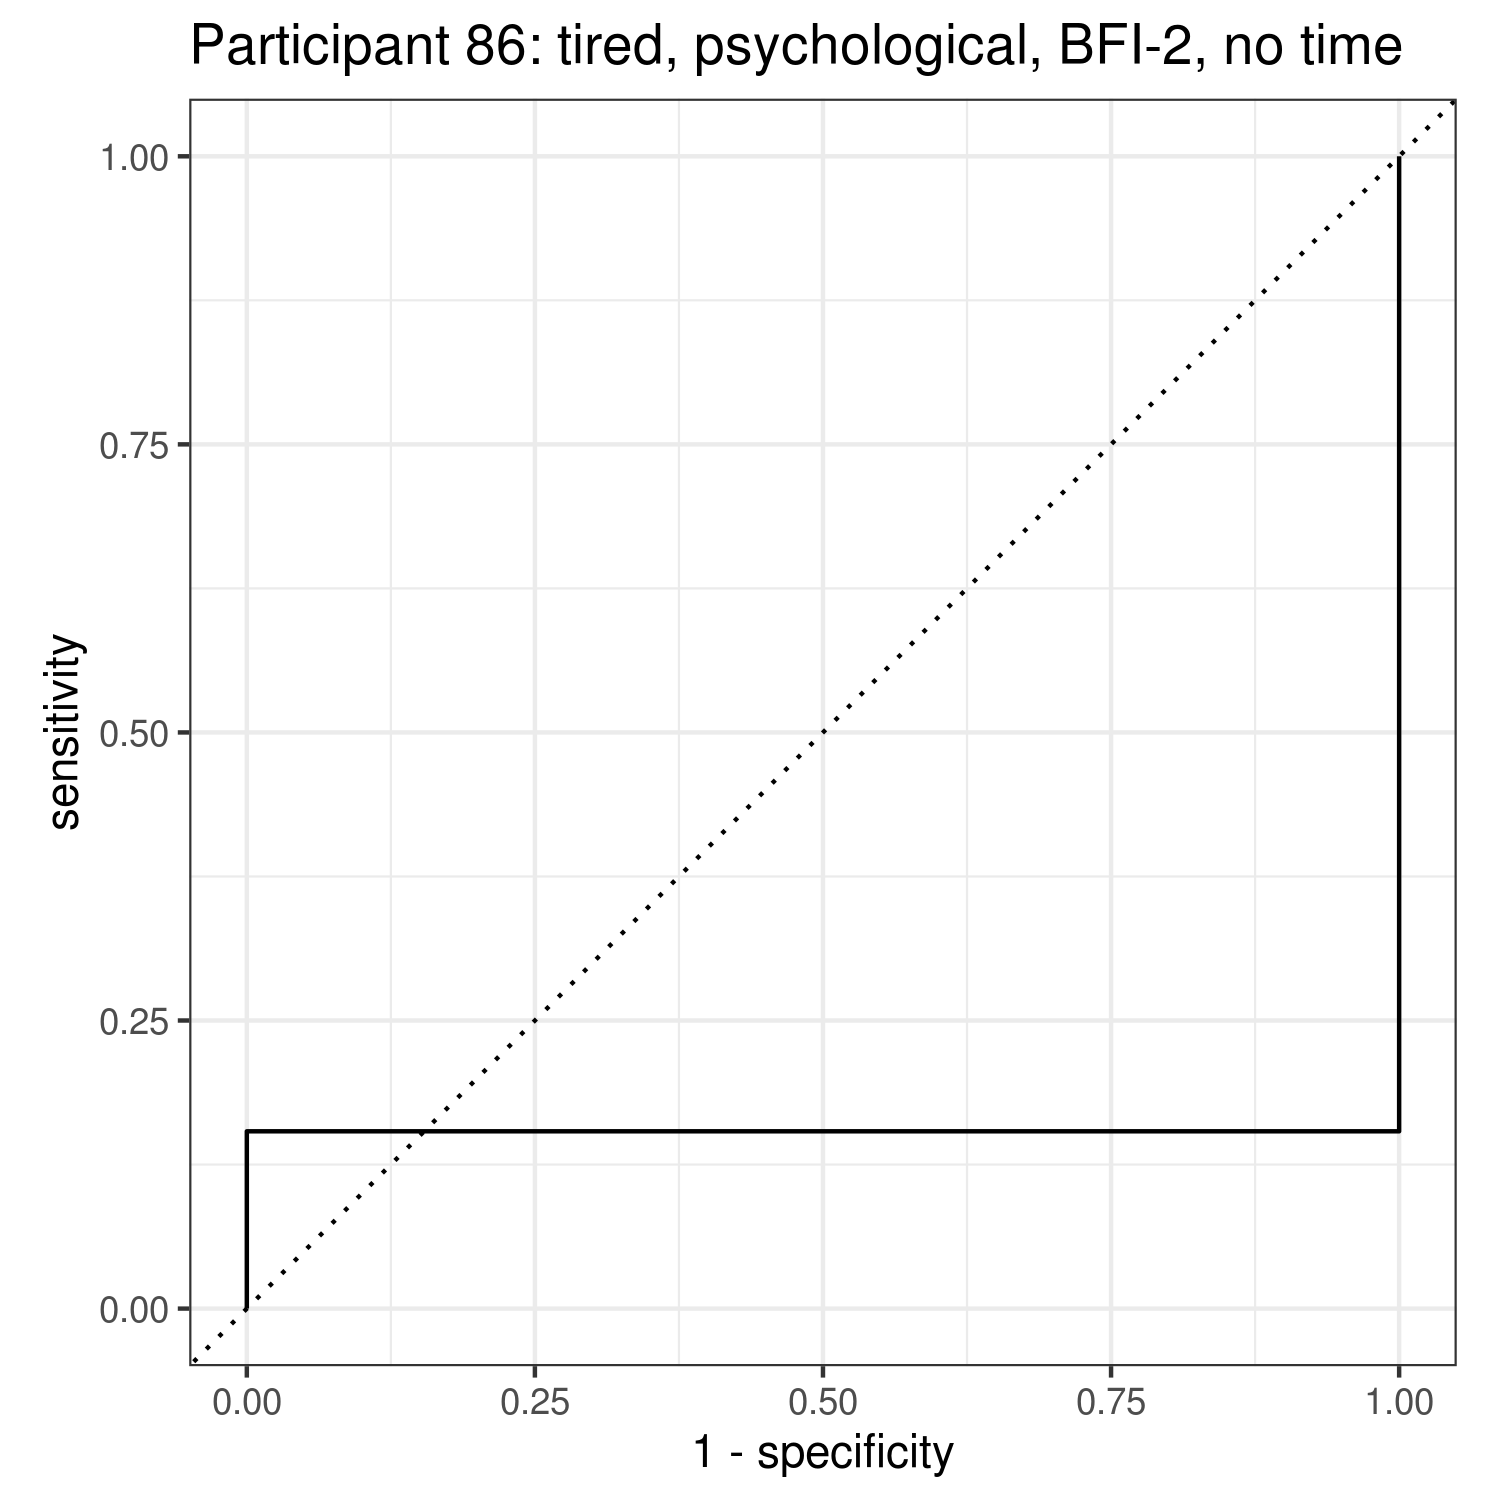 Participant 86: tired, psychological, BFI-2, no time
1.00
0.75
0.50
0.25
0.00
sensitivity
0.00 0.25 0.50 0.75 1.00
1 - specificity